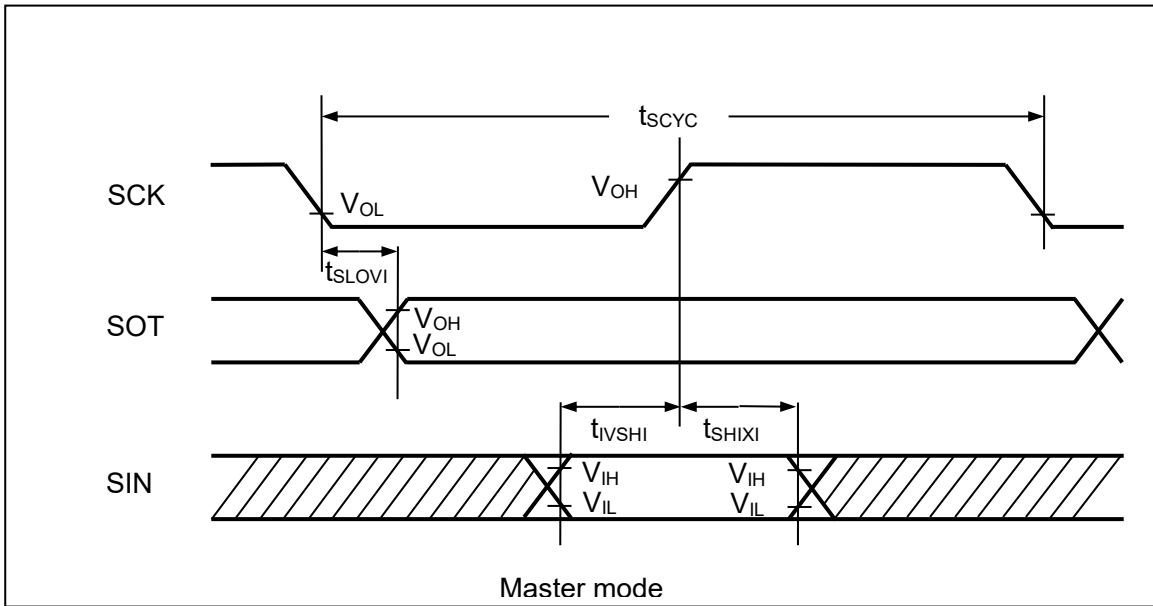 tSCYC
SCK
VOH
VOL
tSLOVI
SOT
VOH
VOL
tIVSHI
tSHIXI
SIN
VIH
VIH
VIL
VIL
Master mode